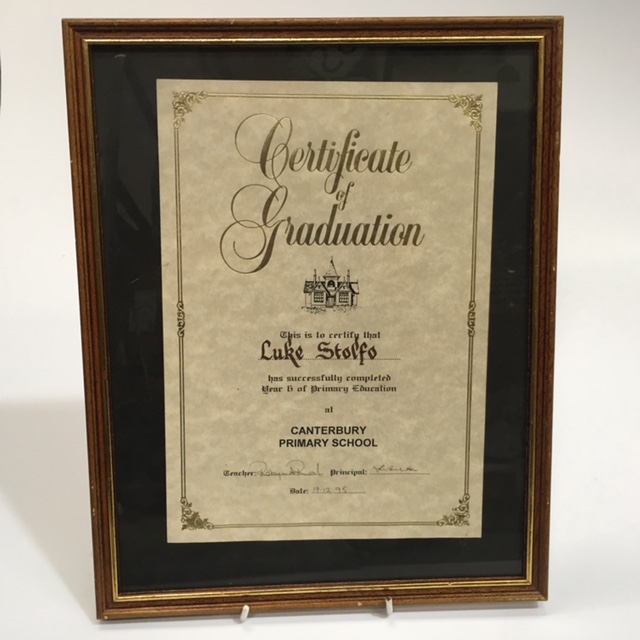 Certificate
of
Graduation
This is to certify that
Luke Stolfo
has successfully completed
Year 6 of Primary Education
at
CANTERBURY
PRIMARY SCHOOL
Teacher: Principal:
Date: 19.12.95